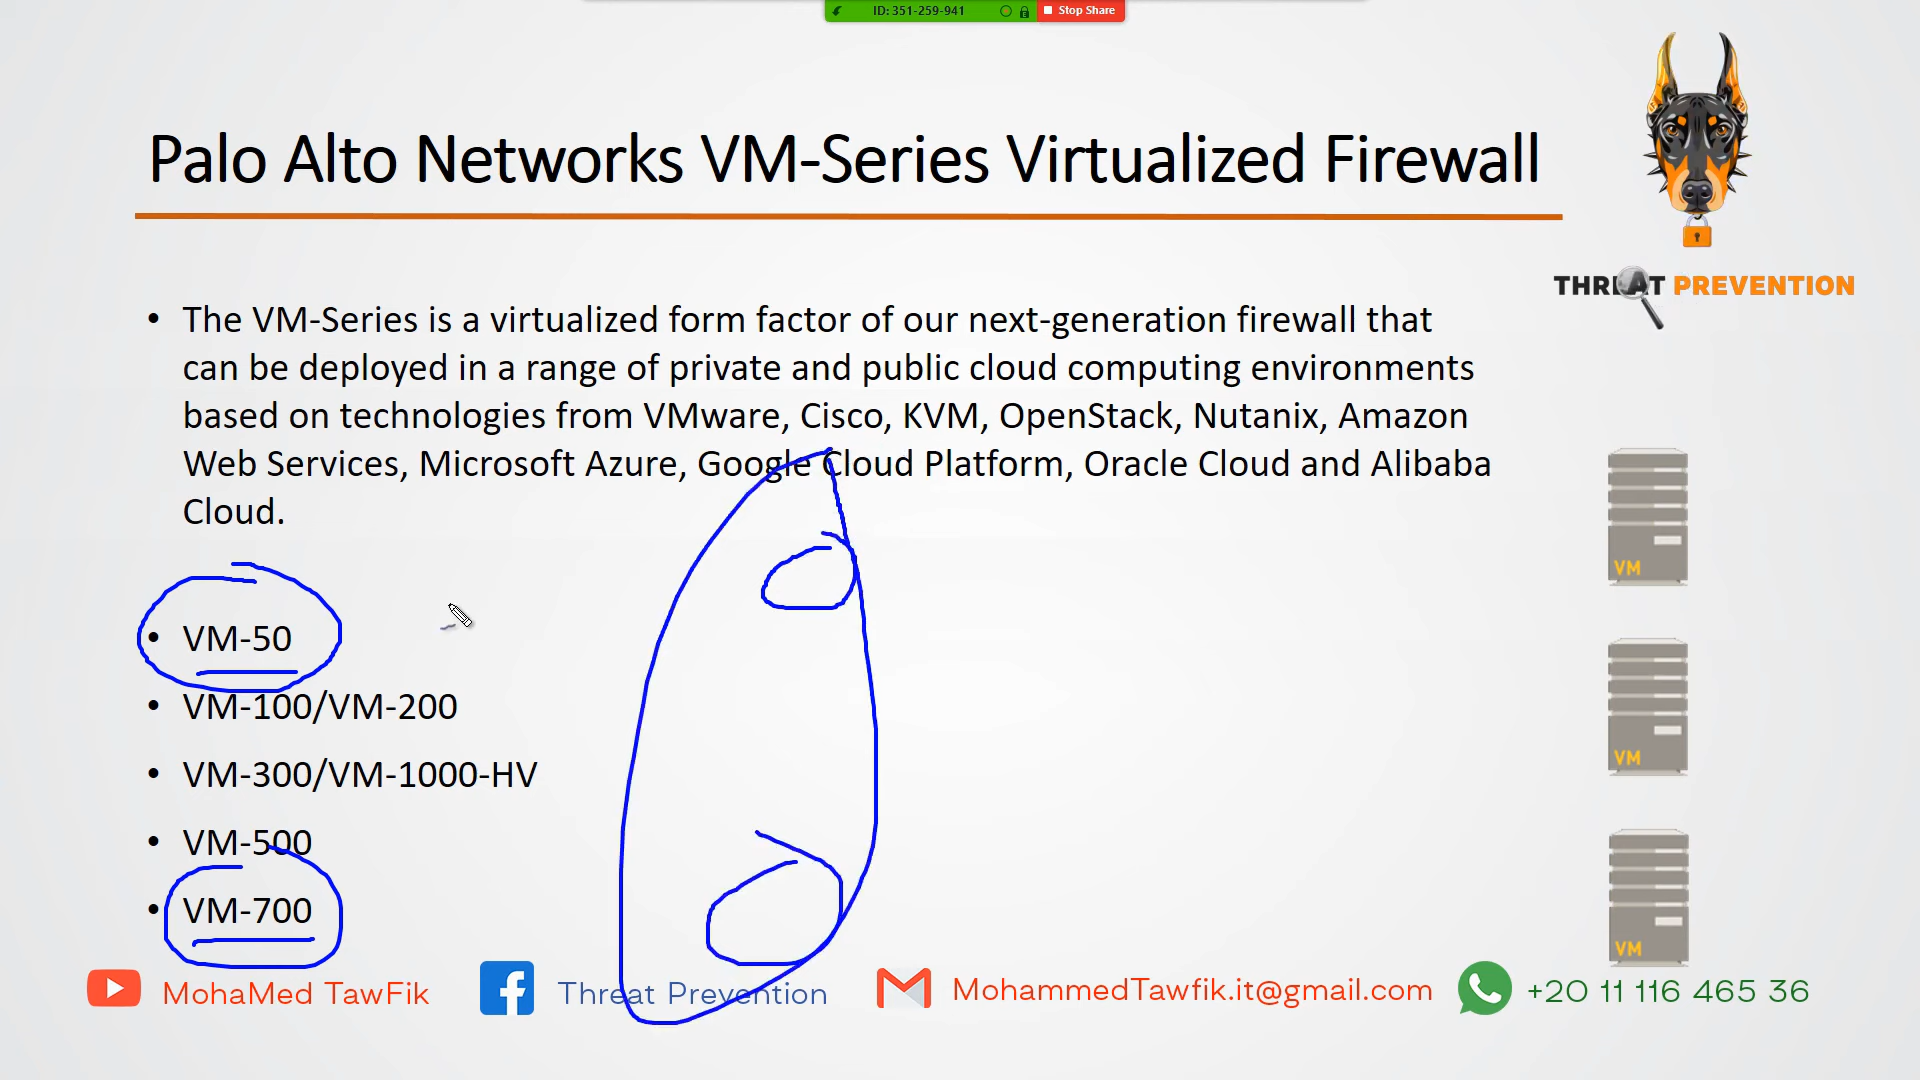 ID: 351-259-941 Stop Share
Palo Alto Networks VM-Series Virtualized Firewall
THREAT PREVENTION
• The VM-Series is a virtualized form factor of our next-generation firewall that
can be deployed in a range of private and public cloud computing environments
based on technologies from VMware, Cisco, KVM, OpenStack, Nutanix, Amazon
Web Services, Microsoft Azure, Google Cloud Platform, Oracle Cloud and Alibaba
Cloud.
• VM-50
• VM-100/VM-200
• VM-300/VM-1000-HV
• VM-500
• VM-700
VM
VM
VM
MohaMed TawFik
Threat Prevention
MohammedTawfik.it@gmail.com
+20 11 116 465 36